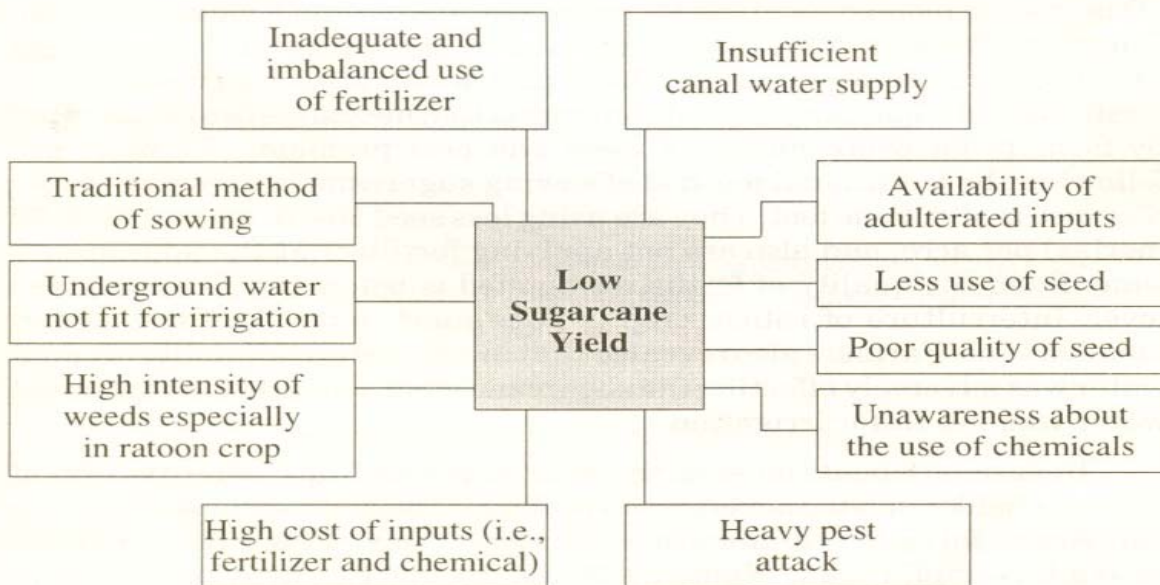 Inadequate and
imbalanced use
of fertilizer
Insufficient
canal water supply
Traditional method
of sowing
Availability of
adulterated inputs
Underground water
not fit for irrigation
Low
Sugarcane
Yield
Less use of seed
Poor quality of seed
High intensity of
weeds especially
in ratoon crop
Unawareness about
the use of chemicals
High cost of inputs (i.e.,
fertilizer and chemical)
Heavy pest
attack